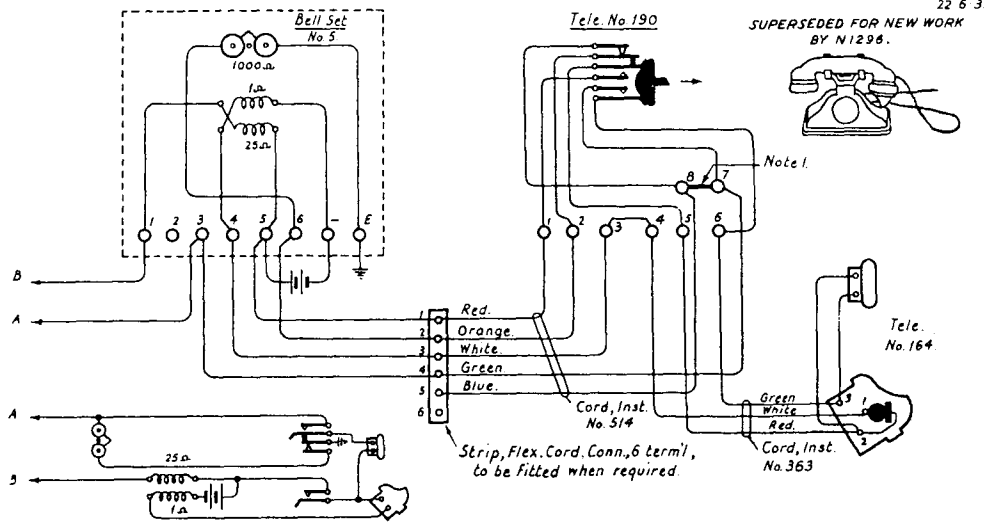 22 6 3
Bell Set
No. 5.
1000Ω
1Ω
25Ω
Tele. No. 190
SUPERSEDED FOR NEW WORK
BY N1296.
Note 1.
8 7
1 2 3 4 5 6 – E
1 2 3 4 5 6
B
A
1 Red.
2 Orange.
3 White.
4 Green.
5 Blue.
6
Cord, Inst.
No. 514
Strip, Flex. Cord. Conn., 6 term'l,
to be fitted when required.
Tele.
No. 164.
Green 3
White 1
Red. 2
Cord, Inst.
No. 363
A
25Ω
B
1Ω